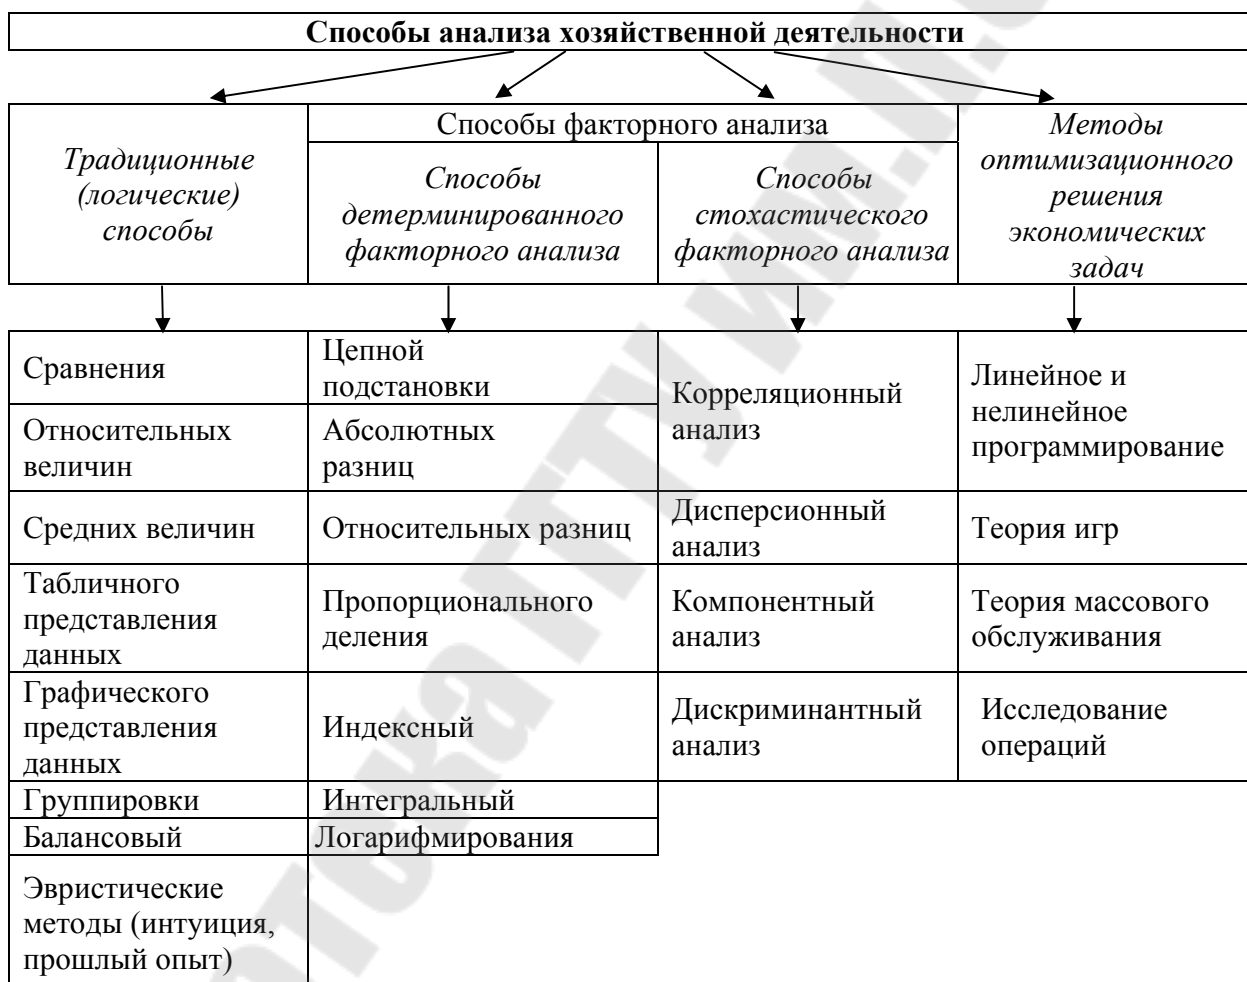 Способы анализа хозяйственной деятельности
Традиционные
(логические)
способы
Способы факторного анализа
Способы
детерминированного
факторного анализа
Способы
стохастического
факторного анализа
Методы
оптимизационного
решения
экономических
задач
Сравнения
Цепной
подстановки
Корреляционный
анализ
Линейное и
нелинейное
программирование
Относительных
величин
Абсолютных
разниц
Средних величин
Относительных разниц
Дисперсионный
анализ
Теория игр
Табличного
представления
данных
Пропорционального
деления
Компонентный
анализ
Теория массового
обслуживания
Графического
представления
данных
Индексный
Дискриминантный
анализ
Исследование
операций
Группировки
Интегральный
Балансовый
Логарифмирования
Эвристические
методы (интуиция,
прошлый опыт)